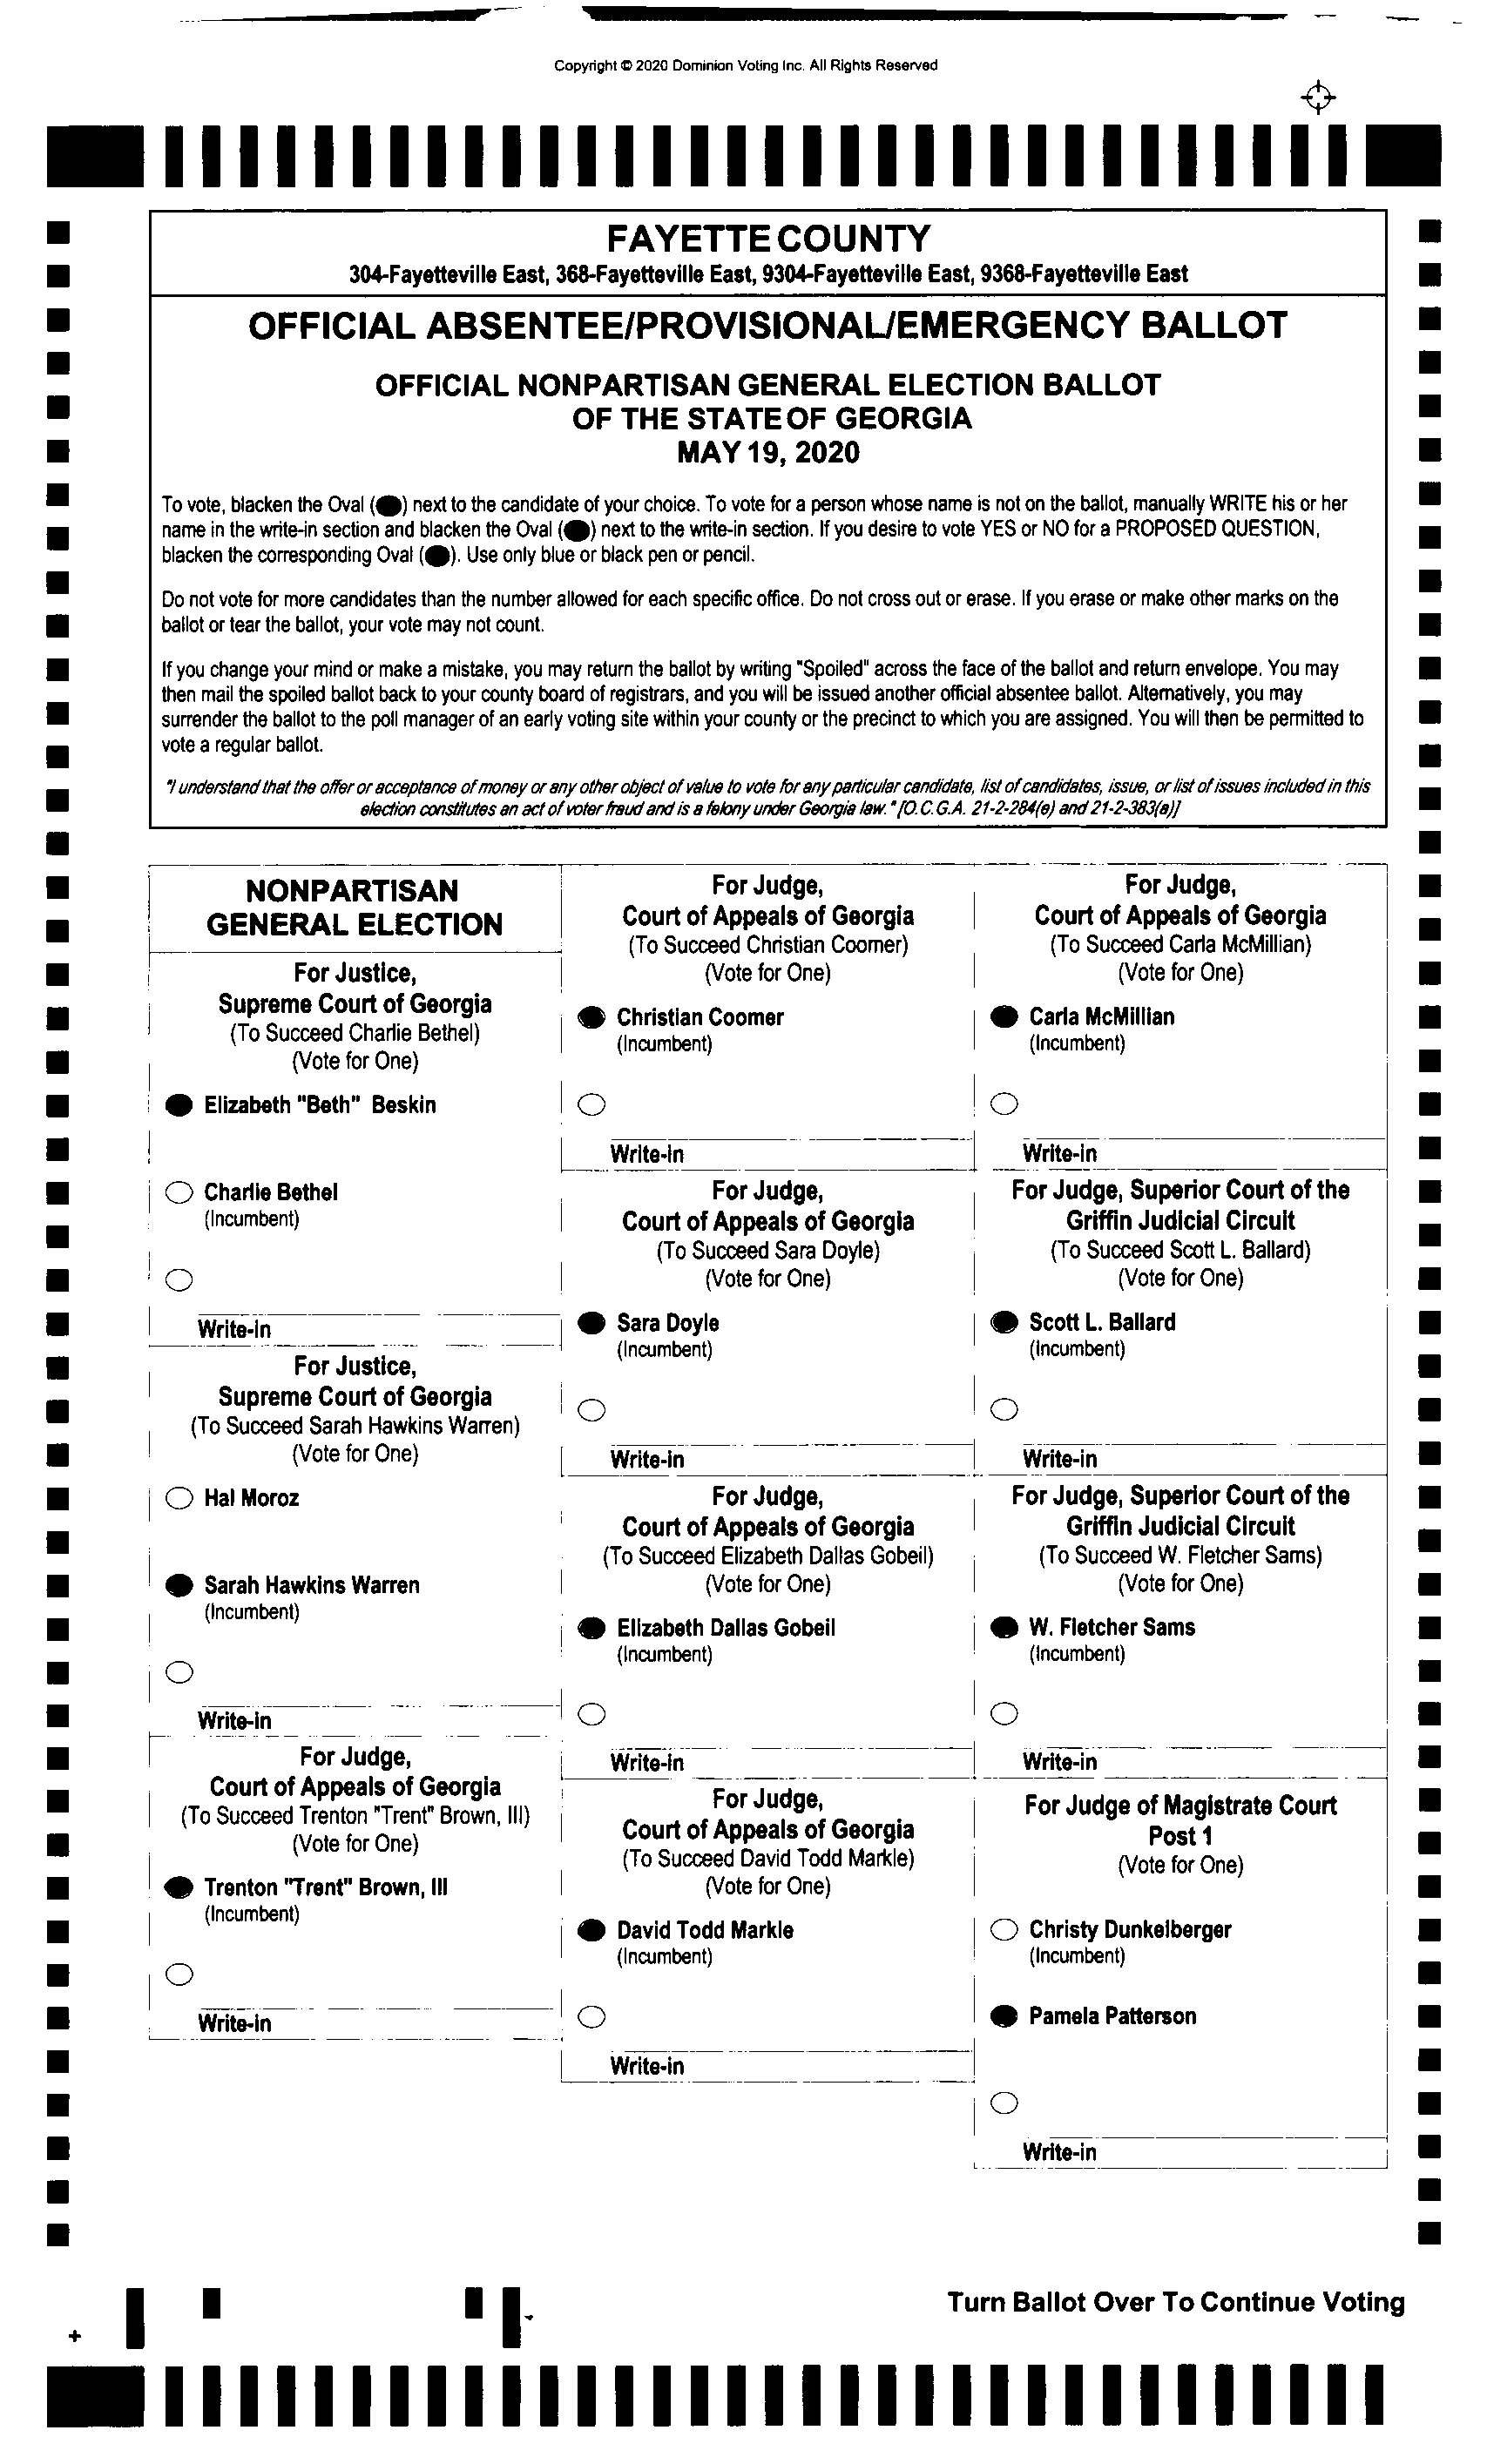 Copyright © 2020 Dominion Voting Inc. All Rights Reserved
FAYETTE COUNTY
304-Fayetteville East, 368-Fayetteville East, 9304-Fayetteville East, 9368-Fayetteville East
OFFICIAL ABSENTEE/PROVISIONAL/EMERGENCY BALLOT
OFFICIAL NONPARTISAN GENERAL ELECTION BALLOT
OF THE STATE OF GEORGIA
MAY 19, 2020
To vote, blacken the Oval (●) next to the candidate of your choice. To vote for a person whose name is not on the ballot, manually WRITE his or her
name in the write-in section and blacken the Oval (●) next to the write-in section. If you desire to vote YES or NO for a PROPOSED QUESTION,
blacken the corresponding Oval (●). Use only blue or black pen or pencil.
Do not vote for more candidates than the number allowed for each specific office. Do not cross out or erase. If you erase or make other marks on the
ballot or tear the ballot, your vote may not count.
If you change your mind or make a mistake, you may return the ballot by writing "Spoiled" across the face of the ballot and return envelope. You may
then mail the spoiled ballot back to your county board of registrars, and you will be issued another official absentee ballot. Alternatively, you may
surrender the ballot to the poll manager of an early voting site within your county or the precinct to which you are assigned. You will then be permitted to
vote a regular ballot.
"I understand that the offer or acceptance of money or any other object of value to vote for any particular candidate, list of candidates, issue, or list of issues included in this
election constitutes an act of voter fraud and is a felony under Georgia law." [O.C.G.A. 21-2-284(e) and 21-2-383(a)]
NONPARTISAN
GENERAL ELECTION
For Justice,
Supreme Court of Georgia
(To Succeed Charlie Bethel)
(Vote for One)
Elizabeth "Beth" Beskin
Charlie Bethel
(Incumbent)
Write-in
For Justice,
Supreme Court of Georgia
(To Succeed Sarah Hawkins Warren)
(Vote for One)
Hal Moroz
Sarah Hawkins Warren
(Incumbent)
Write-in
For Judge,
Court of Appeals of Georgia
(To Succeed Trenton "Trent" Brown, III)
(Vote for One)
Trenton "Trent" Brown, III
(Incumbent)
Write-in
For Judge,
Court of Appeals of Georgia
(To Succeed Christian Coomer)
(Vote for One)
Christian Coomer
(Incumbent)
Write-in
For Judge,
Court of Appeals of Georgia
(To Succeed Sara Doyle)
(Vote for One)
Sara Doyle
(Incumbent)
Write-in
For Judge,
Court of Appeals of Georgia
(To Succeed Elizabeth Dallas Gobeil)
(Vote for One)
Elizabeth Dallas Gobeil
(Incumbent)
Write-in
For Judge,
Court of Appeals of Georgia
(To Succeed David Todd Markle)
(Vote for One)
David Todd Markle
(Incumbent)
Write-in
For Judge,
Court of Appeals of Georgia
(To Succeed Carla McMillian)
(Vote for One)
Carla McMillian
(Incumbent)
Write-in
For Judge, Superior Court of the
Griffin Judicial Circuit
(To Succeed Scott L. Ballard)
(Vote for One)
Scott L. Ballard
(Incumbent)
Write-in
For Judge, Superior Court of the
Griffin Judicial Circuit
(To Succeed W. Fletcher Sams)
(Vote for One)
W. Fletcher Sams
(Incumbent)
Write-in
For Judge of Magistrate Court
Post 1
(Vote for One)
Christy Dunkelberger
(Incumbent)
Pamela Patterson
Write-in
Turn Ballot Over To Continue Voting